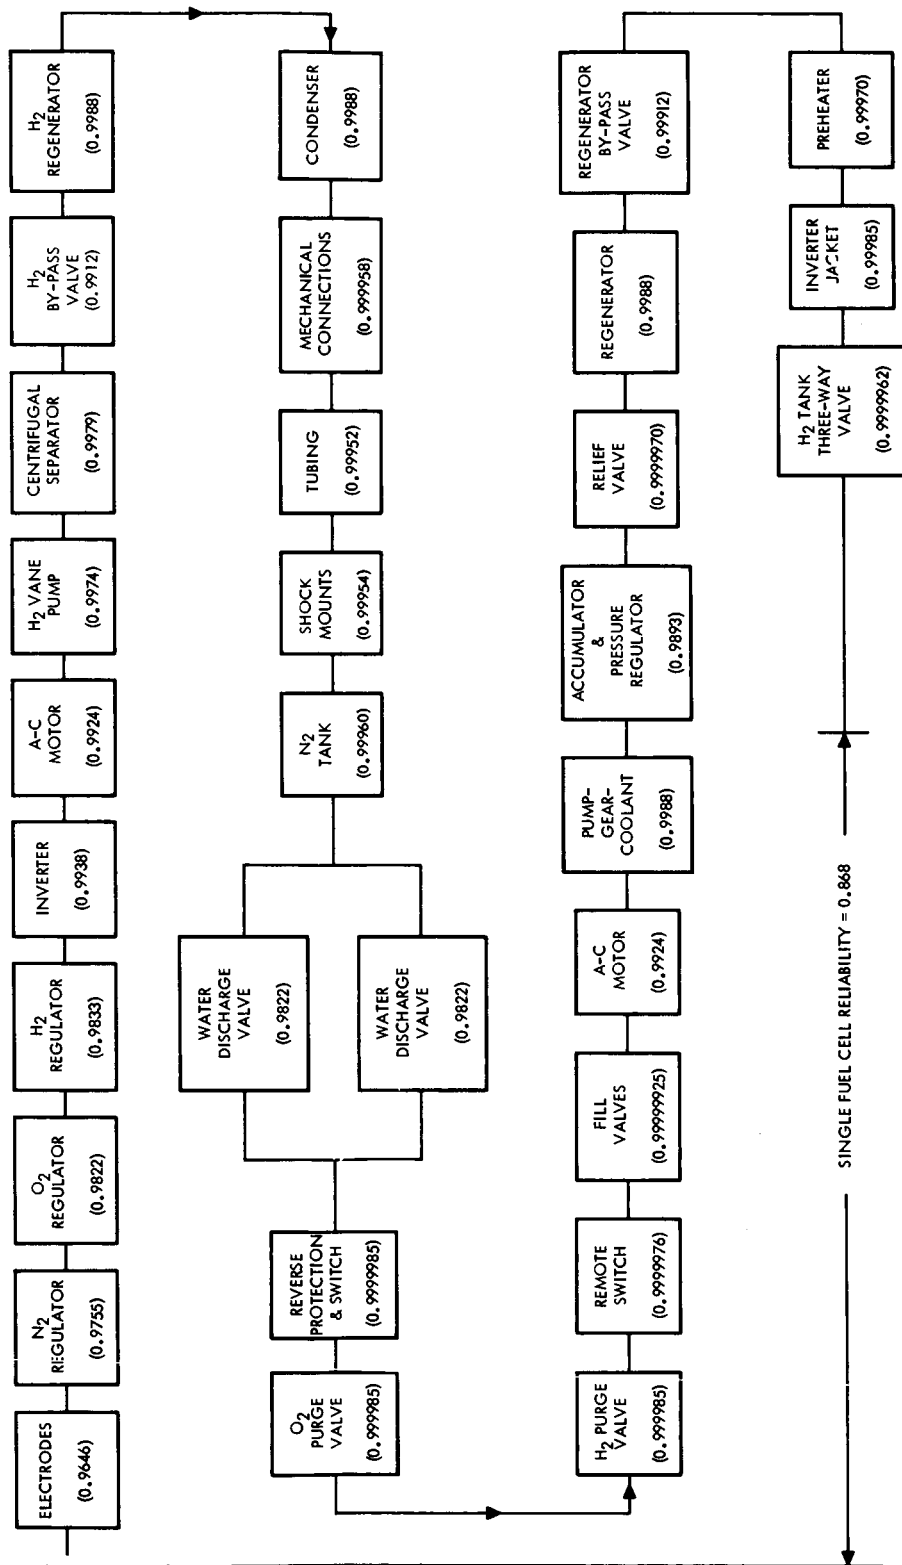 ELECTRODES
(0.9646)
N2
REGULATOR
(0.9755)
O2
REGULATOR
(0.9822)
H2
REGULATOR
(0.9833)
INVERTER
(0.9938)
A-C
MOTOR
(0.9924)
H2 VANE
PUMP
(0.9974)
CENTRIFUGAL
SEPARATOR
(0.9979)
H2
BY-PASS
VALVE
(0.9912)
H2
REGENERATOR
(0.9988)
CONDENSER
(0.9988)
MECHANICAL
CONNECTIONS
(0.999958)
TUBING
(0.99952)
SHOCK
MOUNTS
(0.99954)
N2
TANK
(0.99960)
WATER
DISCHARGE
VALVE
(0.9822)
WATER
DISCHARGE
VALVE
(0.9822)
REVERSE
PROTECTION
& SWITCH
(0.9999985)
O2
PURGE
VALVE
(0.999985)
H2 PURGE
VALVE
(0.999985)
REMOTE
SWITCH
(0.9999976)
FILL
VALVES
(0.99999925)
A-C
MOTOR
(0.9924)
PUMP-
GEAR-
COOLANT
(0.9988)
ACCUMULATOR
&
PRESSURE
REGULATOR
(0.9893)
RELIEF
VALVE
(0.9999970)
REGENERATOR
(0.9988)
REGENERATOR
BY-PASS
VALVE
(0.99912)
PREHEATER
(0.99970)
INVERTER
JACKET
(0.99985)
H2 TANK
THREE-WAY
VALVE
(0.9999962)
SINGLE FUEL CELL RELIABILITY = 0.868